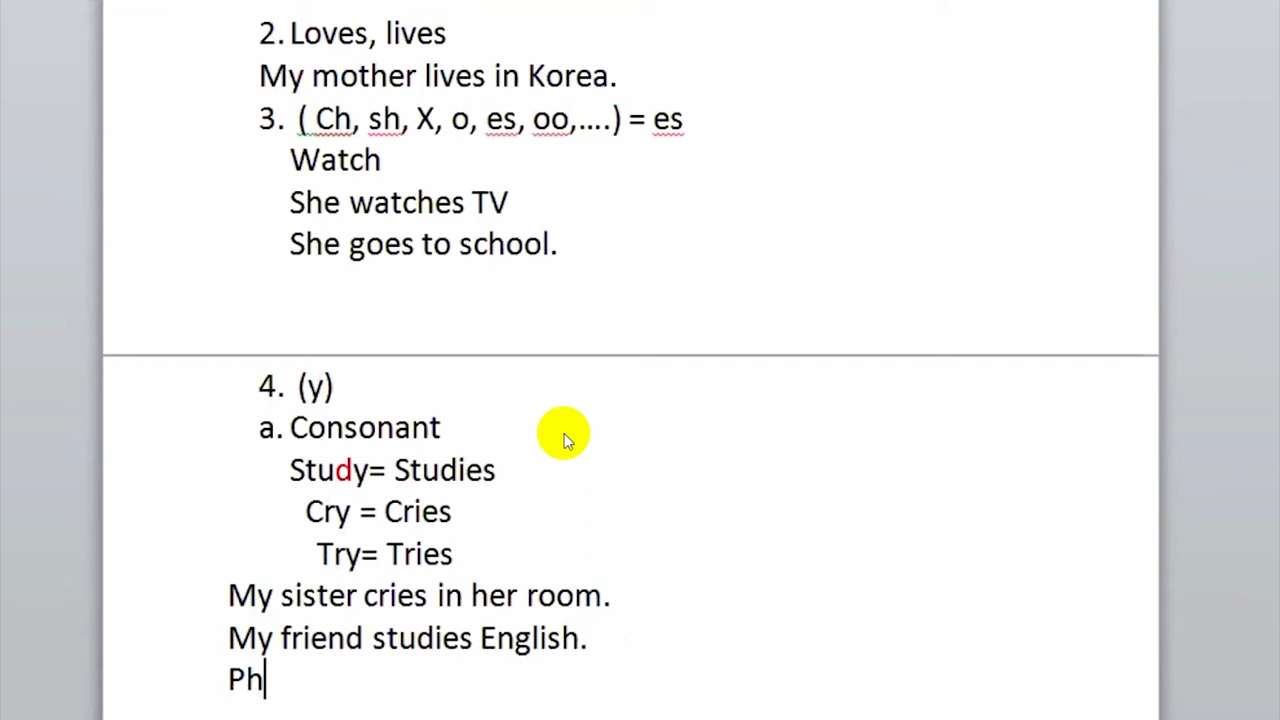 2. Loves, lives
My mother lives in Korea.
3. ( Ch, sh, X, o, es, oo,....) = es
Watch
She watches TV
She goes to school.
4. (y)
a. Consonant
Study= Studies
Cry = Cries
Try= Tries
My sister cries in her room.
My friend studies English.
Ph